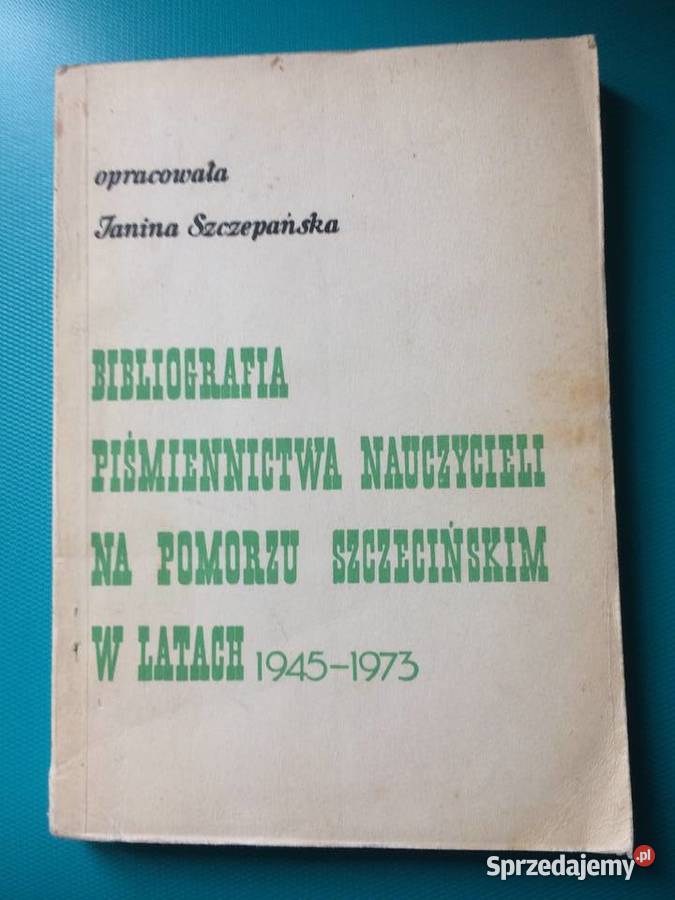 opracowała
Janina Szczepańska
BIBLIOGRAFIA
PIŚMIENNICTWA NAUCZYCIELI
NA POMORZU SZCZECIŃSKIM
W LATACH 1945-1973
Sprzedajemy.pl